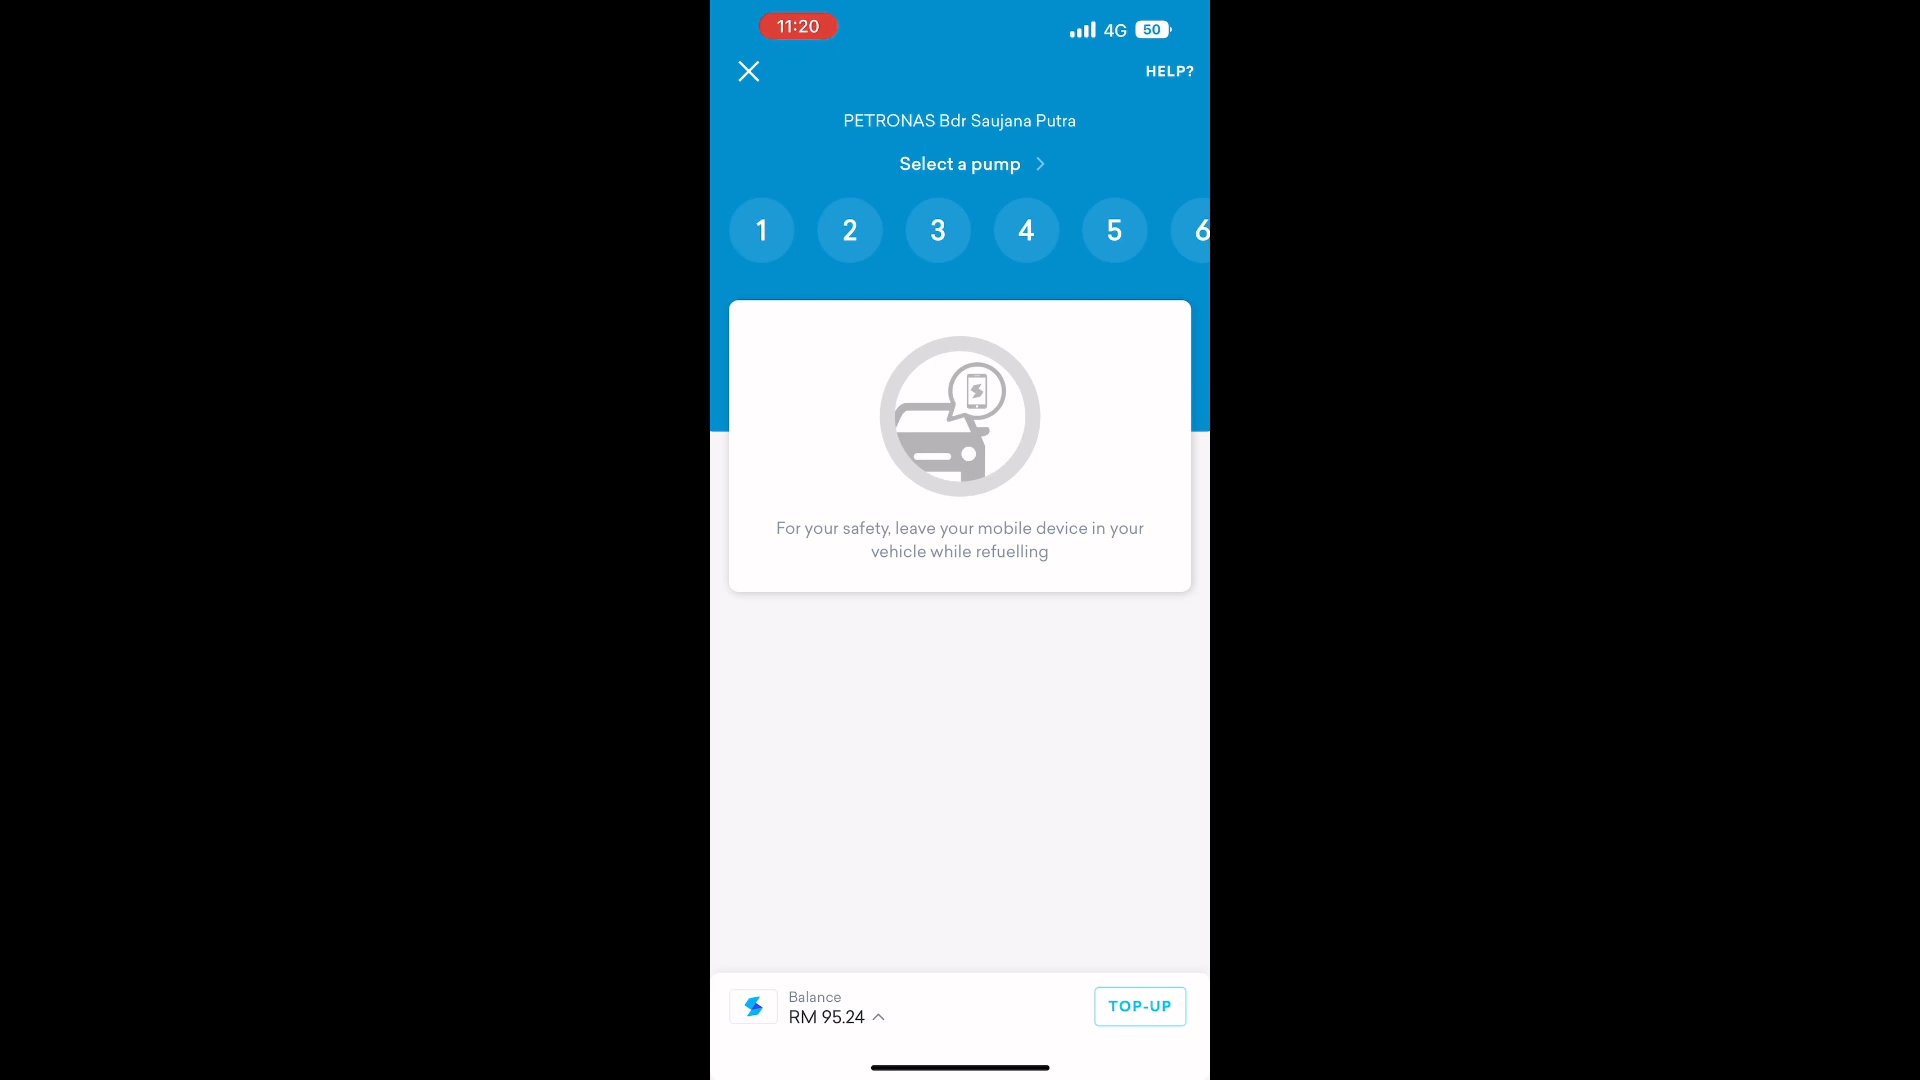 11:20
4G 50
HELP?
PETRONAS Bdr Saujana Putra
Select a pump
1 2 3 4 5 6
For your safety, leave your mobile device in your
vehicle while refuelling
Balance
RM 95.24
TOP-UP